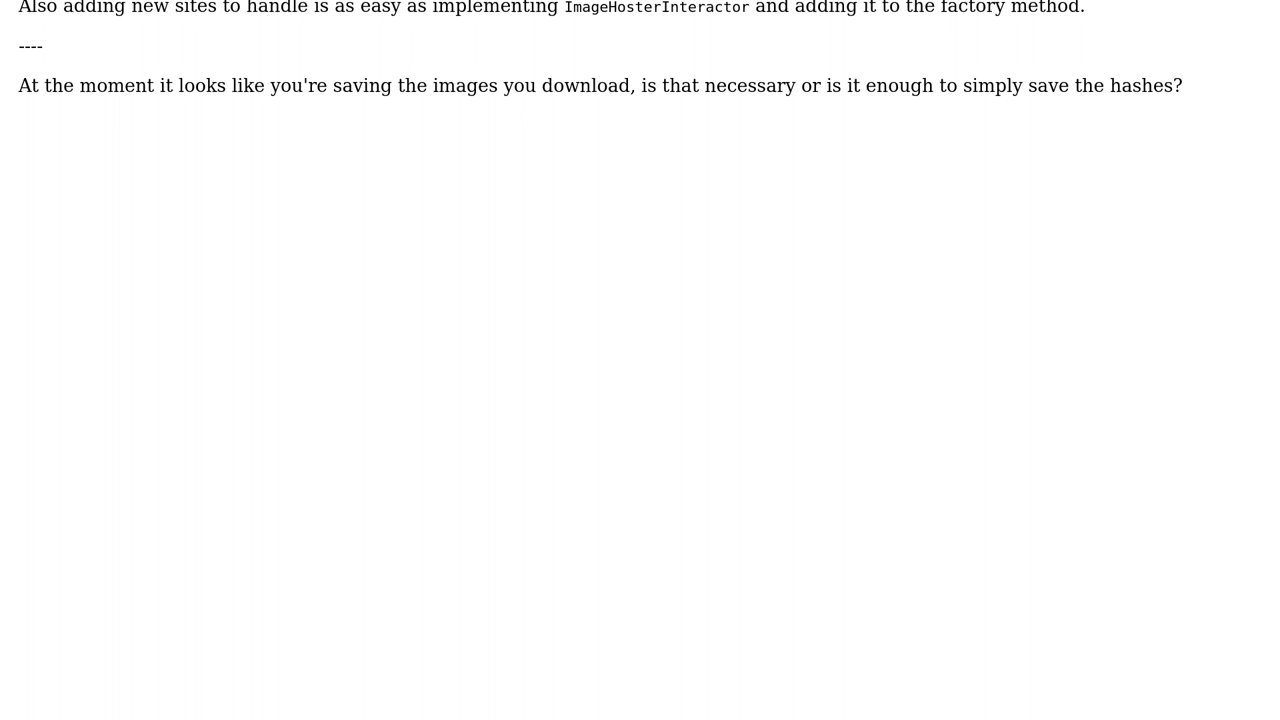 Also adding new sites to handle is as easy as implementing ImageHosterInteractor and adding it to the factory method.
----
At the moment it looks like you're saving the images you download, is that necessary or is it enough to simply save the hashes?